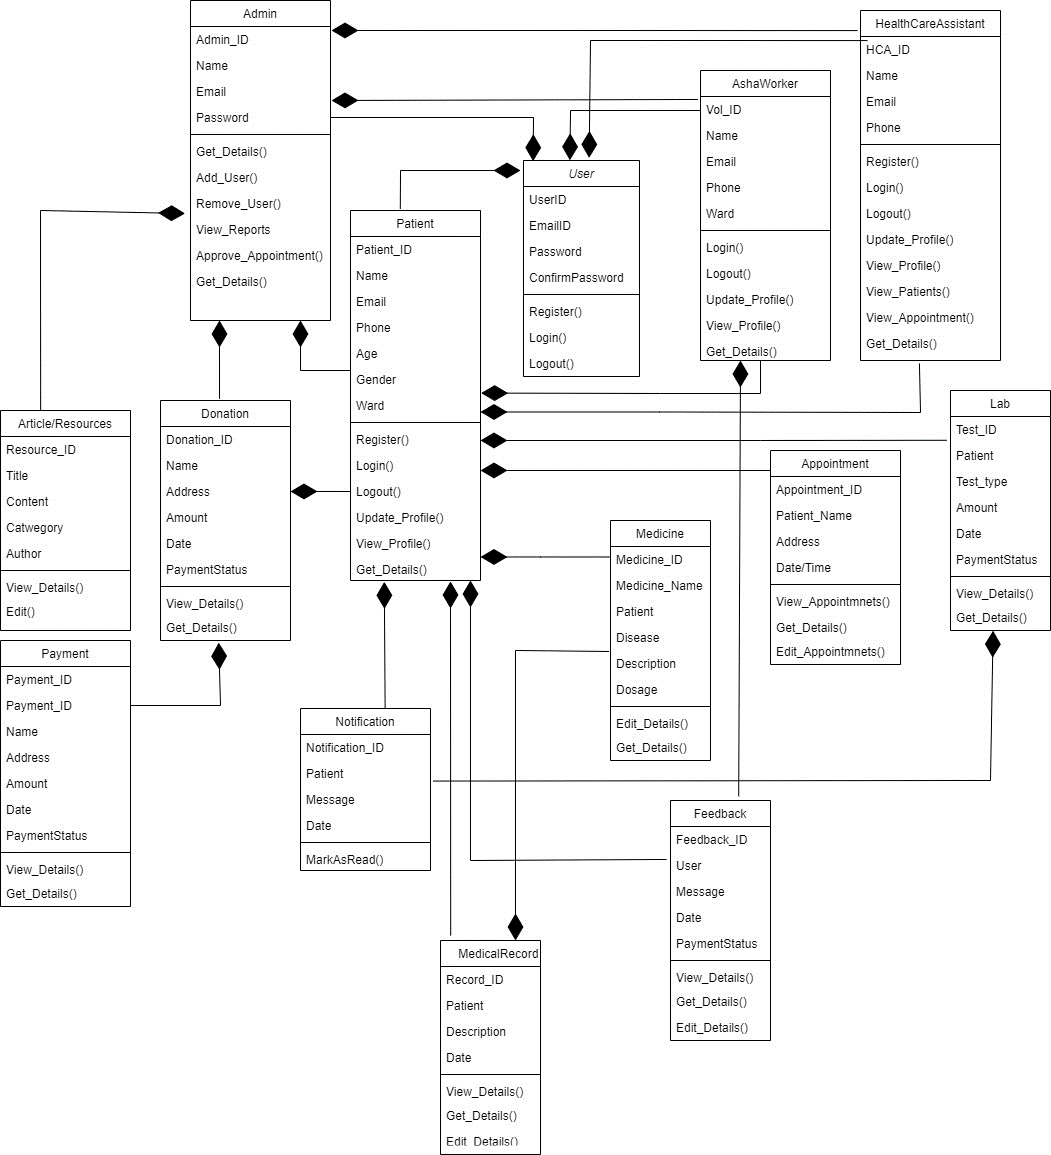 Admin
Admin_ID
Name
Email
Password
Get_Details()
Add_User()
Remove_User()
View_Reports
Approve_Appointment()
Get_Details()
HealthCareAssistant
HCA_ID
Name
Email
Phone
Register()
Login()
Logout()
Update_Profile()
View_Profile()
View_Patients()
View_Appointment()
Get_Details()
AshaWorker
Vol_ID
Name
Email
Phone
Ward
Login()
Logout()
Update_Profile()
View_Profile()
Get_Details()
User
UserID
EmailID
Password
ConfirmPassword
Register()
Login()
Logout()
Patient
Patient_ID
Name
Email
Phone
Age
Gender
Ward
Register()
Login()
Logout()
Update_Profile()
View_Profile()
Get_Details()
Article/Resources
Resource_ID
Title
Content
Catwegory
Author
View_Details()
Edit()
Donation
Donation_ID
Name
Address
Amount
Date
PaymentStatus
View_Details()
Get_Details()
Lab
Test_ID
Patient
Test_type
Amount
Date
PaymentStatus
View_Details()
Get_Details()
Appointment
Appointment_ID
Patient_Name
Address
Date/Time
View_Appointmnets()
Get_Details()
Edit_Appointmnets()
Medicine
Medicine_ID
Medicine_Name
Patient
Disease
Description
Dosage
Edit_Details()
Get_Details()
Payment
Payment_ID
Payment_ID
Name
Address
Amount
Date
PaymentStatus
View_Details()
Get_Details()
Notification
Notification_ID
Patient
Message
Date
MarkAsRead()
Feedback
Feedback_ID
User
Message
Date
PaymentStatus
View_Details()
Get_Details()
Edit_Details()
MedicalRecord
Record_ID
Patient
Description
Date
View_Details()
Get_Details()
Edit_Details()